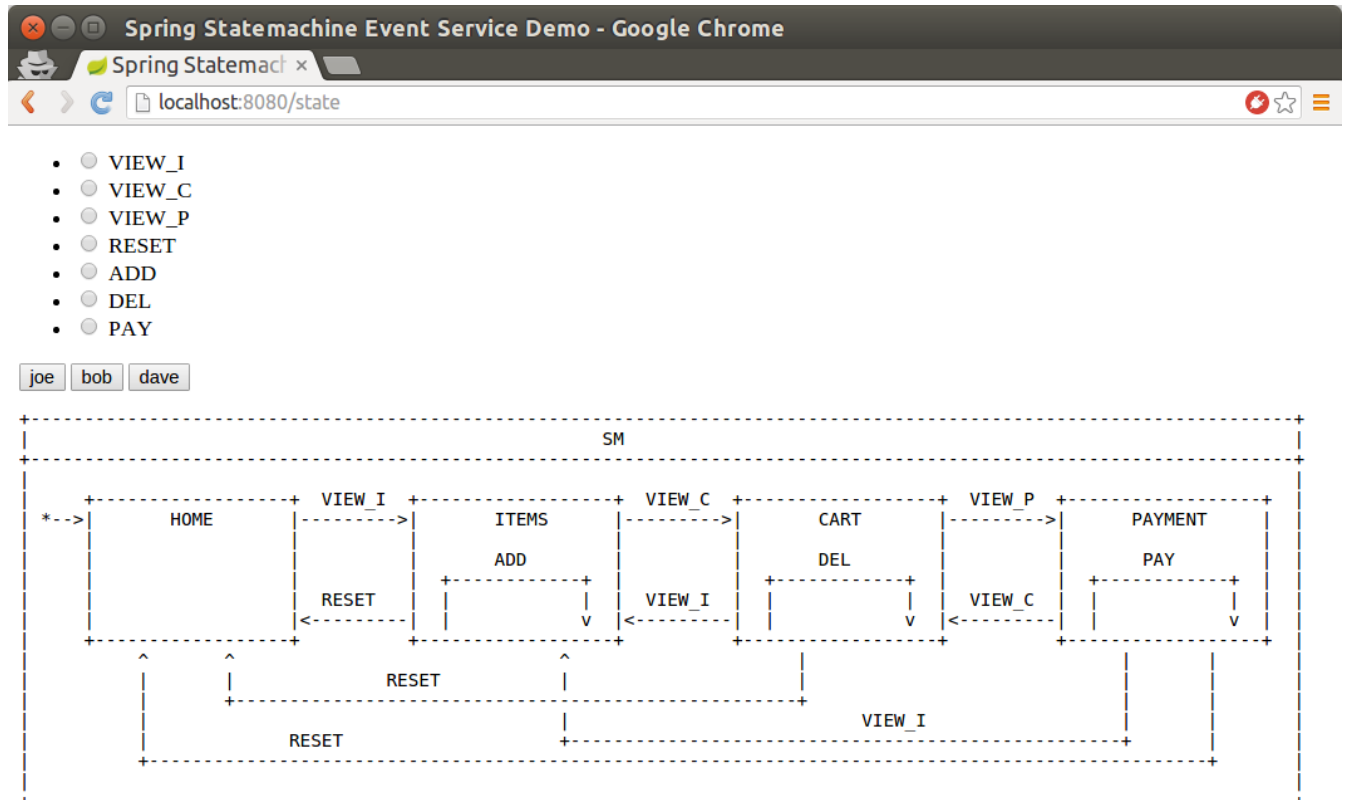 Spring Statemachine Event Service Demo - Google Chrome
Spring Statemach
localhost:8080/state
VIEW_I
VIEW_C
VIEW_P
RESET
ADD
DEL
PAY
joe bob dave
SM
VIEW_I VIEW_C VIEW_P
*--> HOME ---------> ITEMS ---------> CART ---------> PAYMENT
ADD DEL PAY
RESET VIEW_I VIEW_C
RESET
VIEW_I
RESET